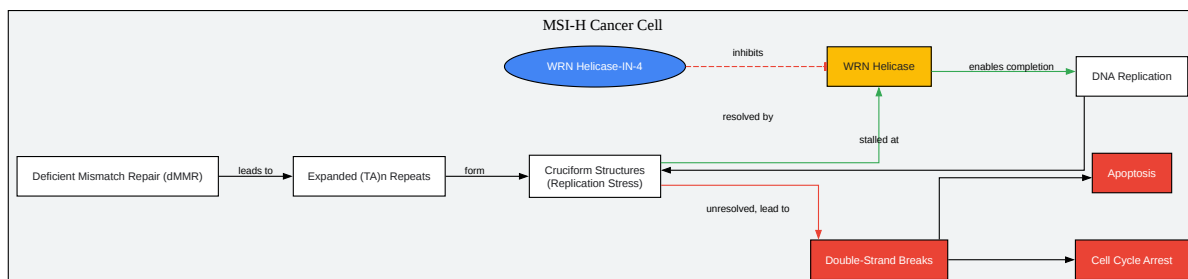 MSI-H Cancer Cell
inhibits
WRN Helicase-IN-4
WRN Helicase
enables completion
DNA Replication
resolved by
stalled at
Deficient Mismatch Repair (dMMR)
leads to
Expanded (TA)n Repeats
form
Cruciform Structures
(Replication Stress)
Apoptosis
unresolved, lead to
Double-Strand Breaks
Cell Cycle Arrest